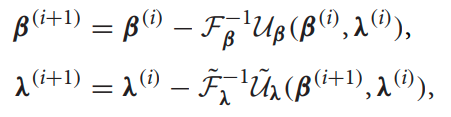 𝜷^{(i+1)} = 𝜷^{(i)} − ℱ_𝜷^{−1} 𝒰_𝜷(𝜷^{(i)}, 𝝀^{(i)}),
𝝀^{(i+1)} = 𝝀^{(i)} − ℱ̃_𝝀^{−1} 𝒰̃_𝝀(𝜷^{(i+1)}, 𝝀^{(i)}),